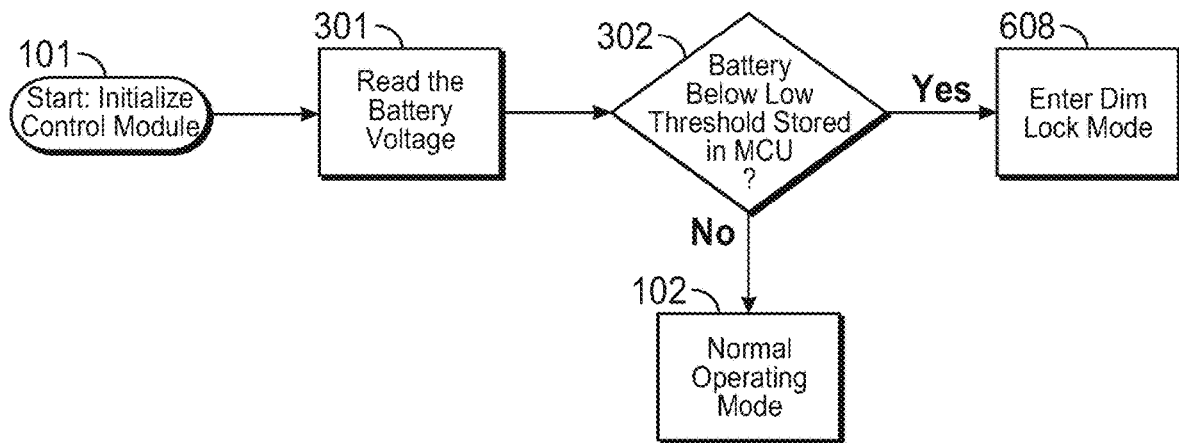 101
Start: Initialize
Control Module
301
Read the
Battery
Voltage
302
Battery
Below Low
Threshold Stored
in MCU
?
Yes
608
Enter Dim
Lock Mode
No
102
Normal
Operating
Mode